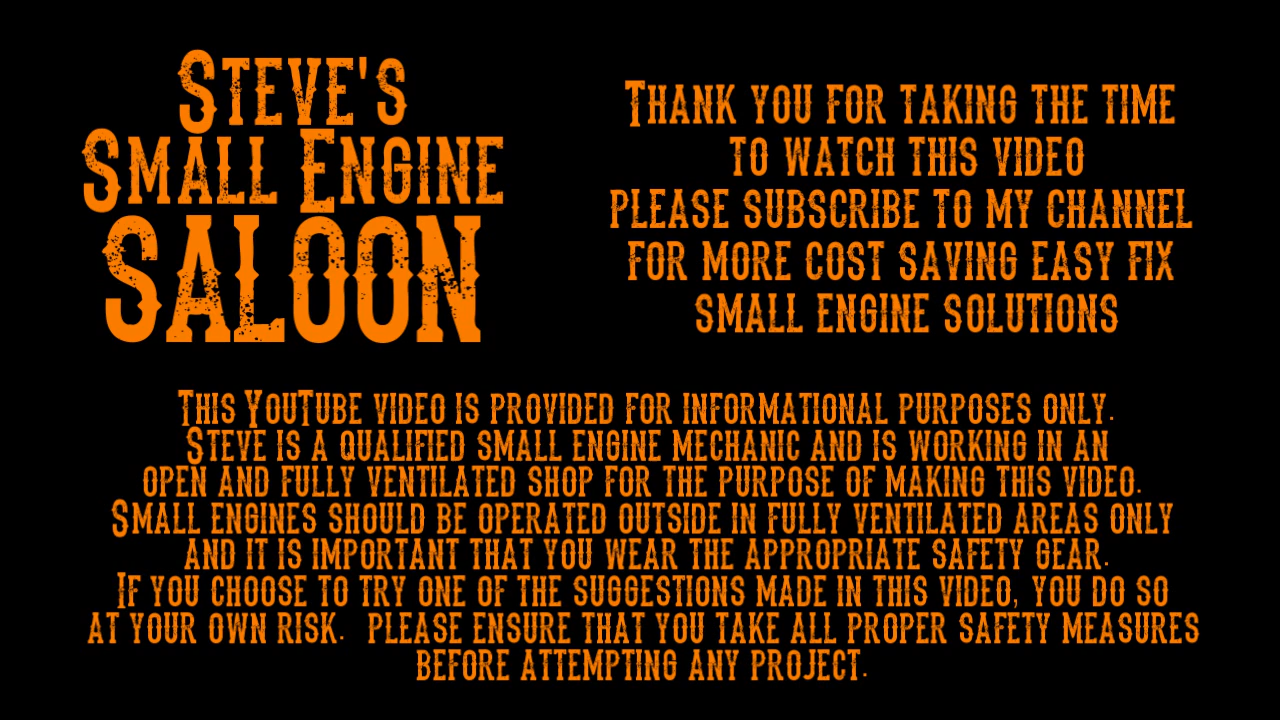 Steve's
Small Engine
SALOON
Thank you for taking the time
to watch this video
please subscribe to my channel
for more cost saving easy fix
small engine solutions
This YouTube video is provided for informational purposes only.
Steve is a qualified small engine mechanic and is working in an
open and fully ventilated shop for the purpose of making this video.
Small engines should be operated outside in fully ventilated areas only
and it is important that you wear the appropriate safety gear.
If you choose to try one of the suggestions made in this video, you do so
at your own risk.  Please ensure that you take all proper safety measures
before attempting any project.